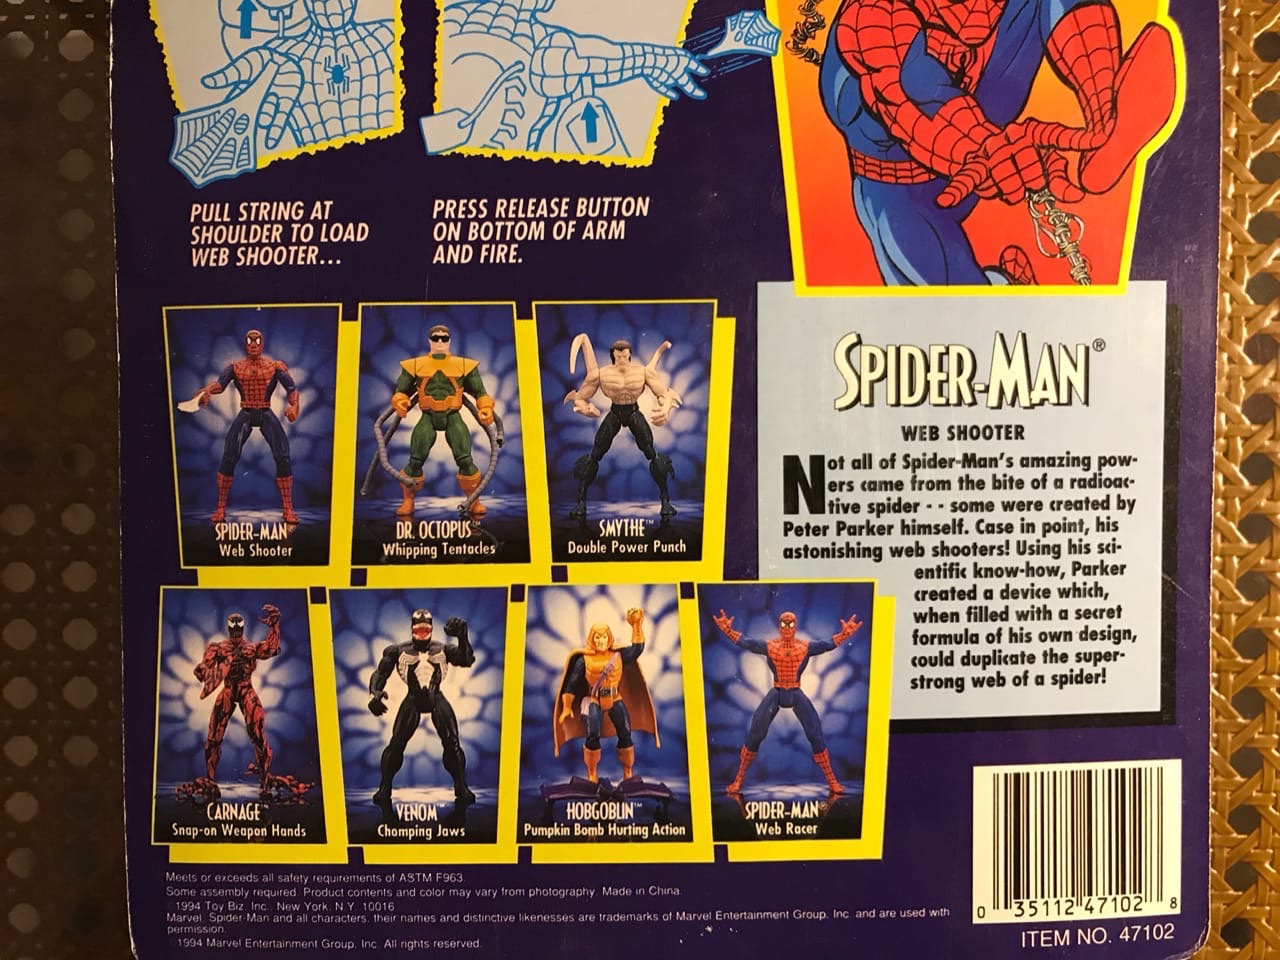 PULL STRING AT
SHOULDER TO LOAD
WEB SHOOTER...
PRESS RELEASE BUTTON
ON BOTTOM OF ARM
AND FIRE.
SPIDER-MAN®
Web Shooter
DR. OCTOPUS™
Whipping Tentacles
SMYTHE™
Double Power Punch
CARNAGE™
Snap-on Weapon Hands
VENOM™
Chomping Jaws
HOBGOBLIN™
Pumpkin Bomb Hurting Action
SPIDER-MAN®
Web Racer
SPIDER-MAN®
WEB SHOOTER
Not all of Spider-Man's amazing pow-
ers came from the bite of a radioac-
tive spider - - some were created by
Peter Parker himself. Case in point, his
astonishing web shooters! Using his sci-
entific know-how, Parker
created a device which,
when filled with a secret
formula of his own design,
could duplicate the super-
strong web of a spider!
Meets or exceeds all safety requirements of ASTM F963.
Some assembly required. Product contents and color may vary from photography. Made in China.
1994 Toy Biz, Inc., New York, N.Y. 10016
Marvel, Spider-Man and all characters, their names and distinctive likenesses are trademarks of Marvel Entertainment Group, Inc. and are used with
permission.
1994 Marvel Entertainment Group, Inc. All rights reserved.
0 35112 47102 8
ITEM NO. 47102